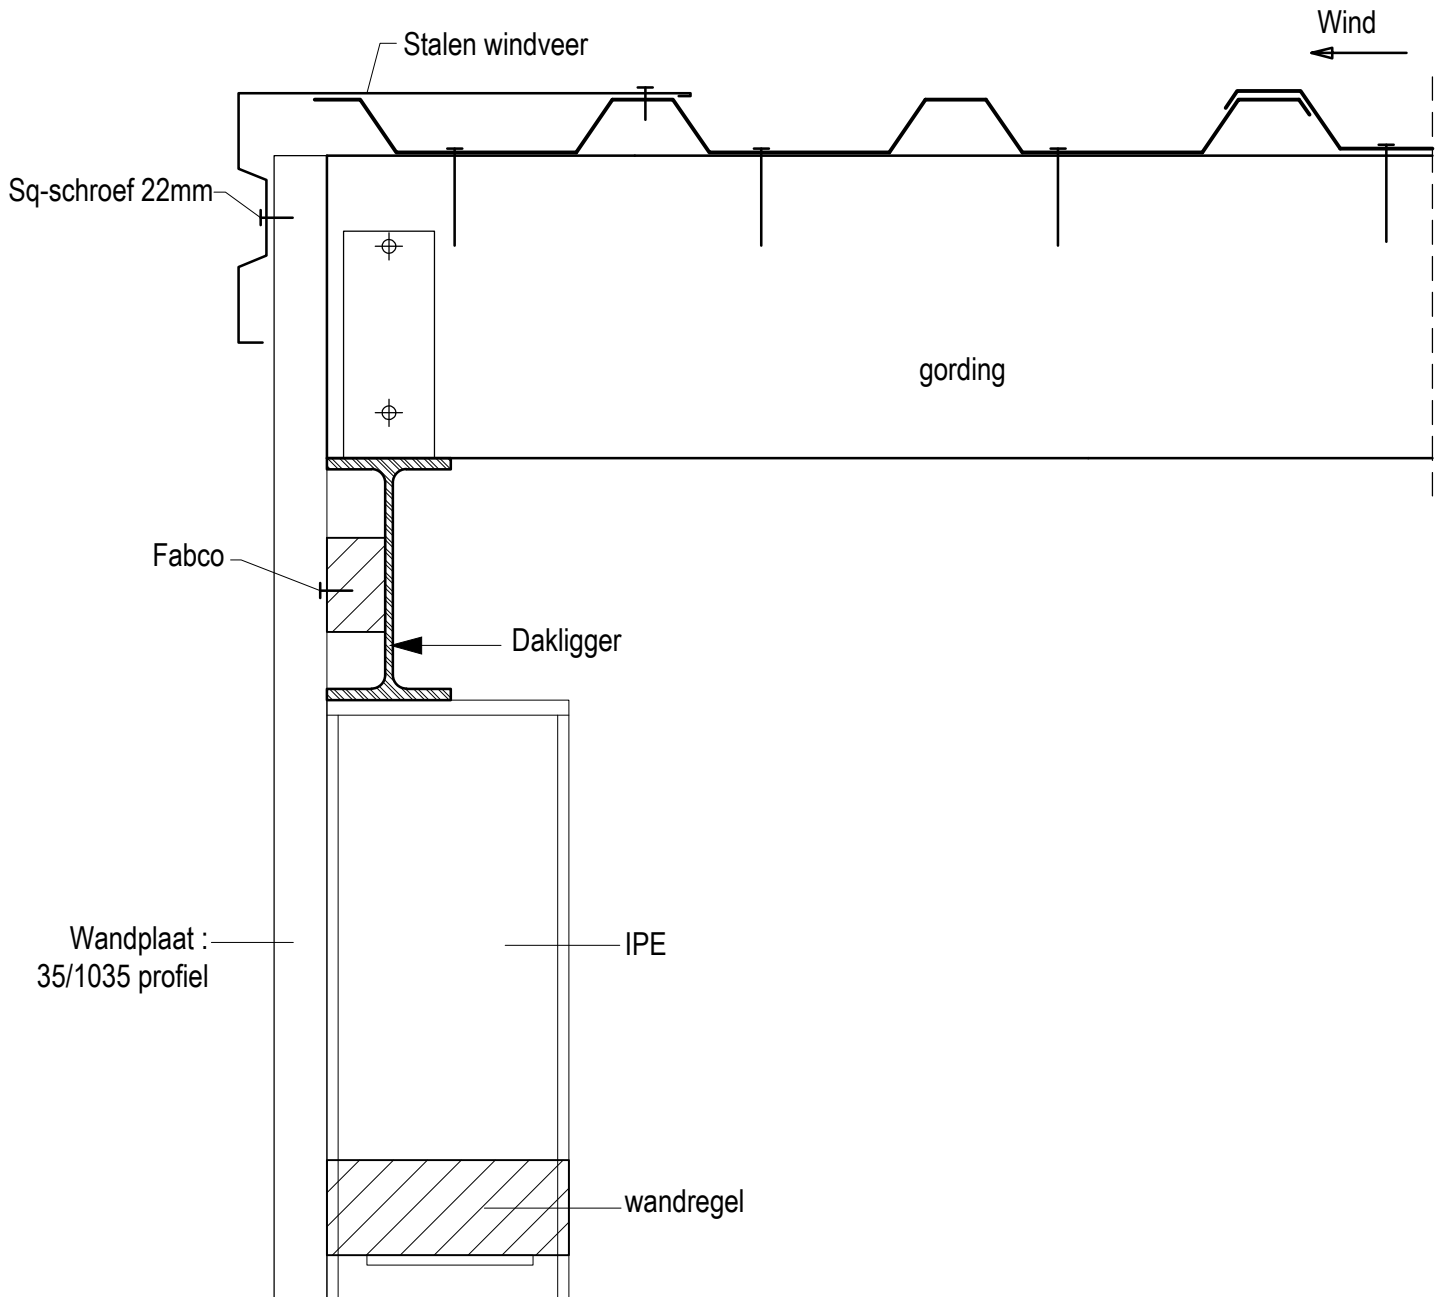 Wind
Stalen windveer
Sq-schroef 22mm
gording
Fabco
Dakligger
Wandplaat :
35/1035 profiel
IPE
wandregel